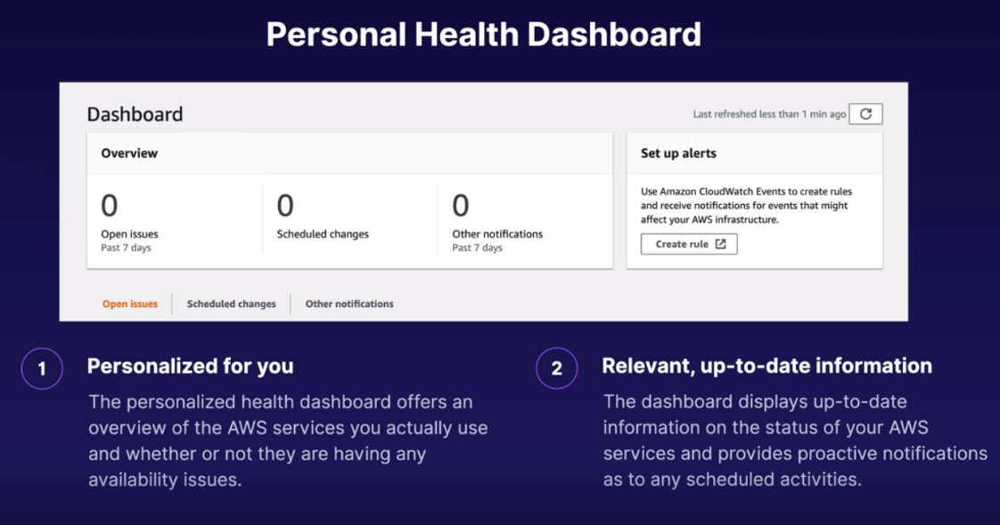 Personal Health Dashboard
Dashboard
Last refreshed less than 1 min ago
Overview
0
Open issues
Past 7 days
0
Scheduled changes
0
Other notifications
Past 7 days
Set up alerts
Use Amazon CloudWatch Events to create rules
and receive notifications for events that might
affect your AWS infrastructure.
Create rule
Open issues
Scheduled changes
Other notifications
1
Personalized for you
The personalized health dashboard offers an
overview of the AWS services you actually use
and whether or not they are having any
availability issues.
2
Relevant, up-to-date information
The dashboard displays up-to-date
information on the status of your AWS
services and provides proactive notifications
as to any scheduled activities.